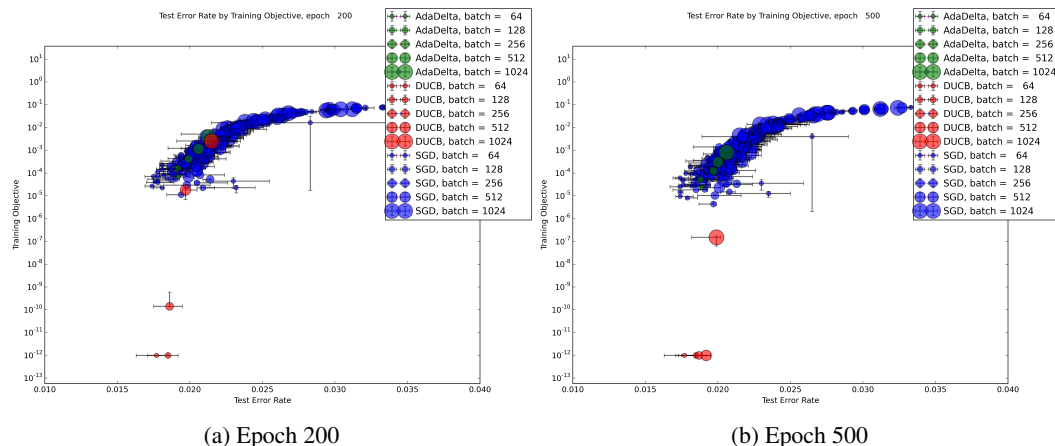 Test Error Rate by Training Objective, epoch 200
AdaDelta, batch = 64
AdaDelta, batch = 128
AdaDelta, batch = 256
AdaDelta, batch = 512
AdaDelta, batch = 1024
DUCB, batch = 64
DUCB, batch = 128
DUCB, batch = 256
DUCB, batch = 512
DUCB, batch = 1024
SGD, batch = 64
SGD, batch = 128
SGD, batch = 256
SGD, batch = 512
SGD, batch = 1024
Training Objective
10^1
10^0
10^-1
10^-2
10^-3
10^-4
10^-5
10^-6
10^-7
10^-8
10^-9
10^-10
10^-11
10^-12
10^-13
0.010 0.015 0.020 0.025 0.030 0.035 0.040
Test Error Rate
(a) Epoch 200
Test Error Rate by Training Objective, epoch 500
AdaDelta, batch = 64
AdaDelta, batch = 128
AdaDelta, batch = 256
AdaDelta, batch = 512
AdaDelta, batch = 1024
DUCB, batch = 64
DUCB, batch = 128
DUCB, batch = 256
DUCB, batch = 512
DUCB, batch = 1024
SGD, batch = 64
SGD, batch = 128
SGD, batch = 256
SGD, batch = 512
SGD, batch = 1024
Training Objective
10^1
10^0
10^-1
10^-2
10^-3
10^-4
10^-5
10^-6
10^-7
10^-8
10^-9
10^-10
10^-11
10^-12
10^-13
0.010 0.015 0.020 0.025 0.030 0.035 0.040
Test Error Rate
(b) Epoch 500